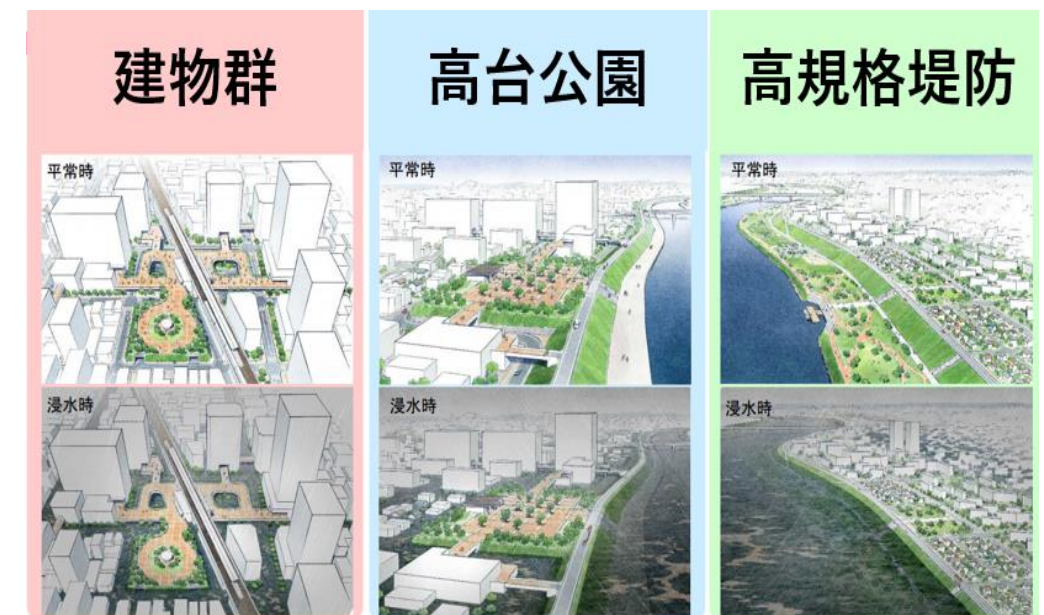 建物群
高台公園
高規格堤防
平常時
平常時
平常時
浸水時
浸水時
浸水時